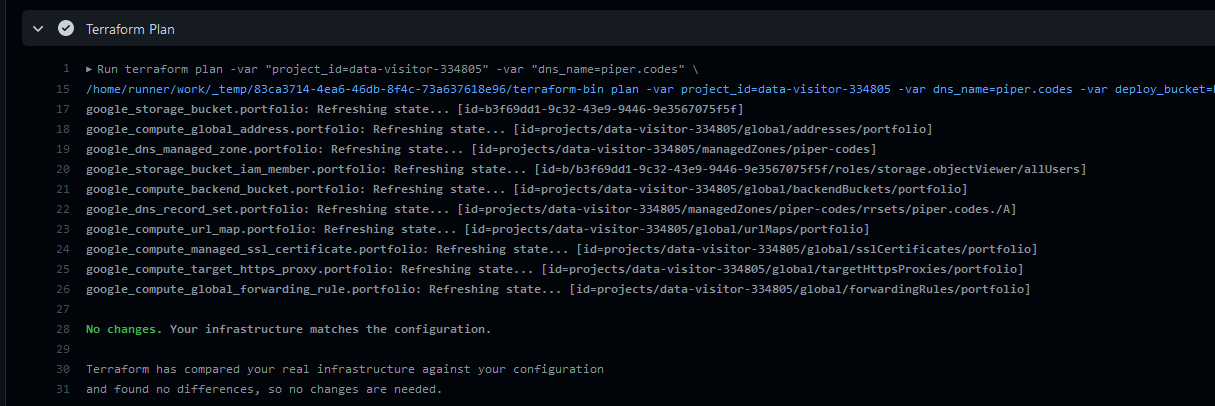 Terraform Plan
1 ▸ Run terraform plan -var "project_id=data-visitor-334805" -var "dns_name=piper.codes" \
15 /home/runner/work/_temp/83ca3714-4ea6-46db-8f4c-73a637618e96/terraform-bin plan -var project_id=data-visitor-334805 -var dns_name=piper.codes -var deploy_bucket=
17 google_storage_bucket.portfolio: Refreshing state... [id=b3f69dd1-9c32-43e9-9446-9e3567075f5f]
18 google_compute_global_address.portfolio: Refreshing state... [id=projects/data-visitor-334805/global/addresses/portfolio]
19 google_dns_managed_zone.portfolio: Refreshing state... [id=projects/data-visitor-334805/managedZones/piper-codes]
20 google_storage_bucket_iam_member.portfolio: Refreshing state... [id=b/b3f69dd1-9c32-43e9-9446-9e3567075f5f/roles/storage.objectViewer/allUsers]
21 google_compute_backend_bucket.portfolio: Refreshing state... [id=projects/data-visitor-334805/global/backendBuckets/portfolio]
22 google_dns_record_set.portfolio: Refreshing state... [id=projects/data-visitor-334805/managedZones/piper-codes/rrsets/piper.codes./A]
23 google_compute_url_map.portfolio: Refreshing state... [id=projects/data-visitor-334805/global/urlMaps/portfolio]
24 google_compute_managed_ssl_certificate.portfolio: Refreshing state... [id=projects/data-visitor-334805/global/sslCertificates/portfolio]
25 google_compute_target_https_proxy.portfolio: Refreshing state... [id=projects/data-visitor-334805/global/targetHttpsProxies/portfolio]
26 google_compute_global_forwarding_rule.portfolio: Refreshing state... [id=projects/data-visitor-334805/global/forwardingRules/portfolio]
27
28 No changes. Your infrastructure matches the configuration.
29
30 Terraform has compared your real infrastructure against your configuration
31 and found no differences, so no changes are needed.